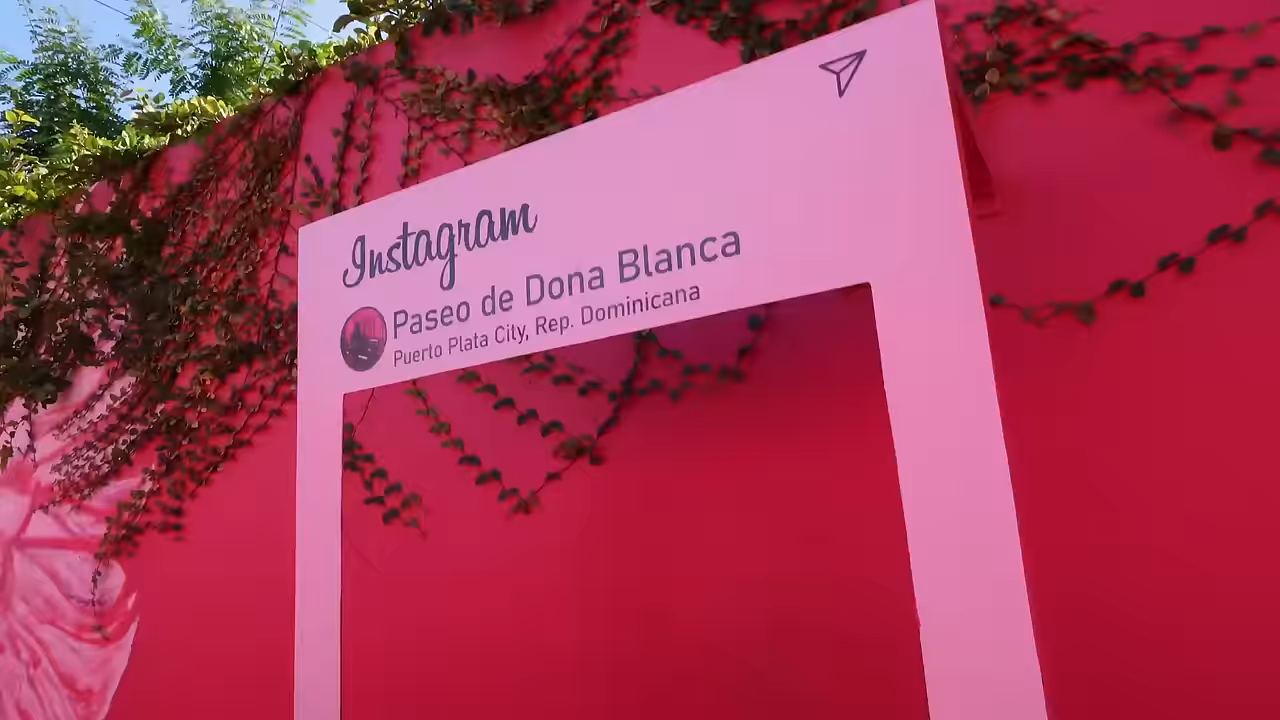 Instagram
Paseo de Dona Blanca
Puerto Plata City, Rep. Dominicana